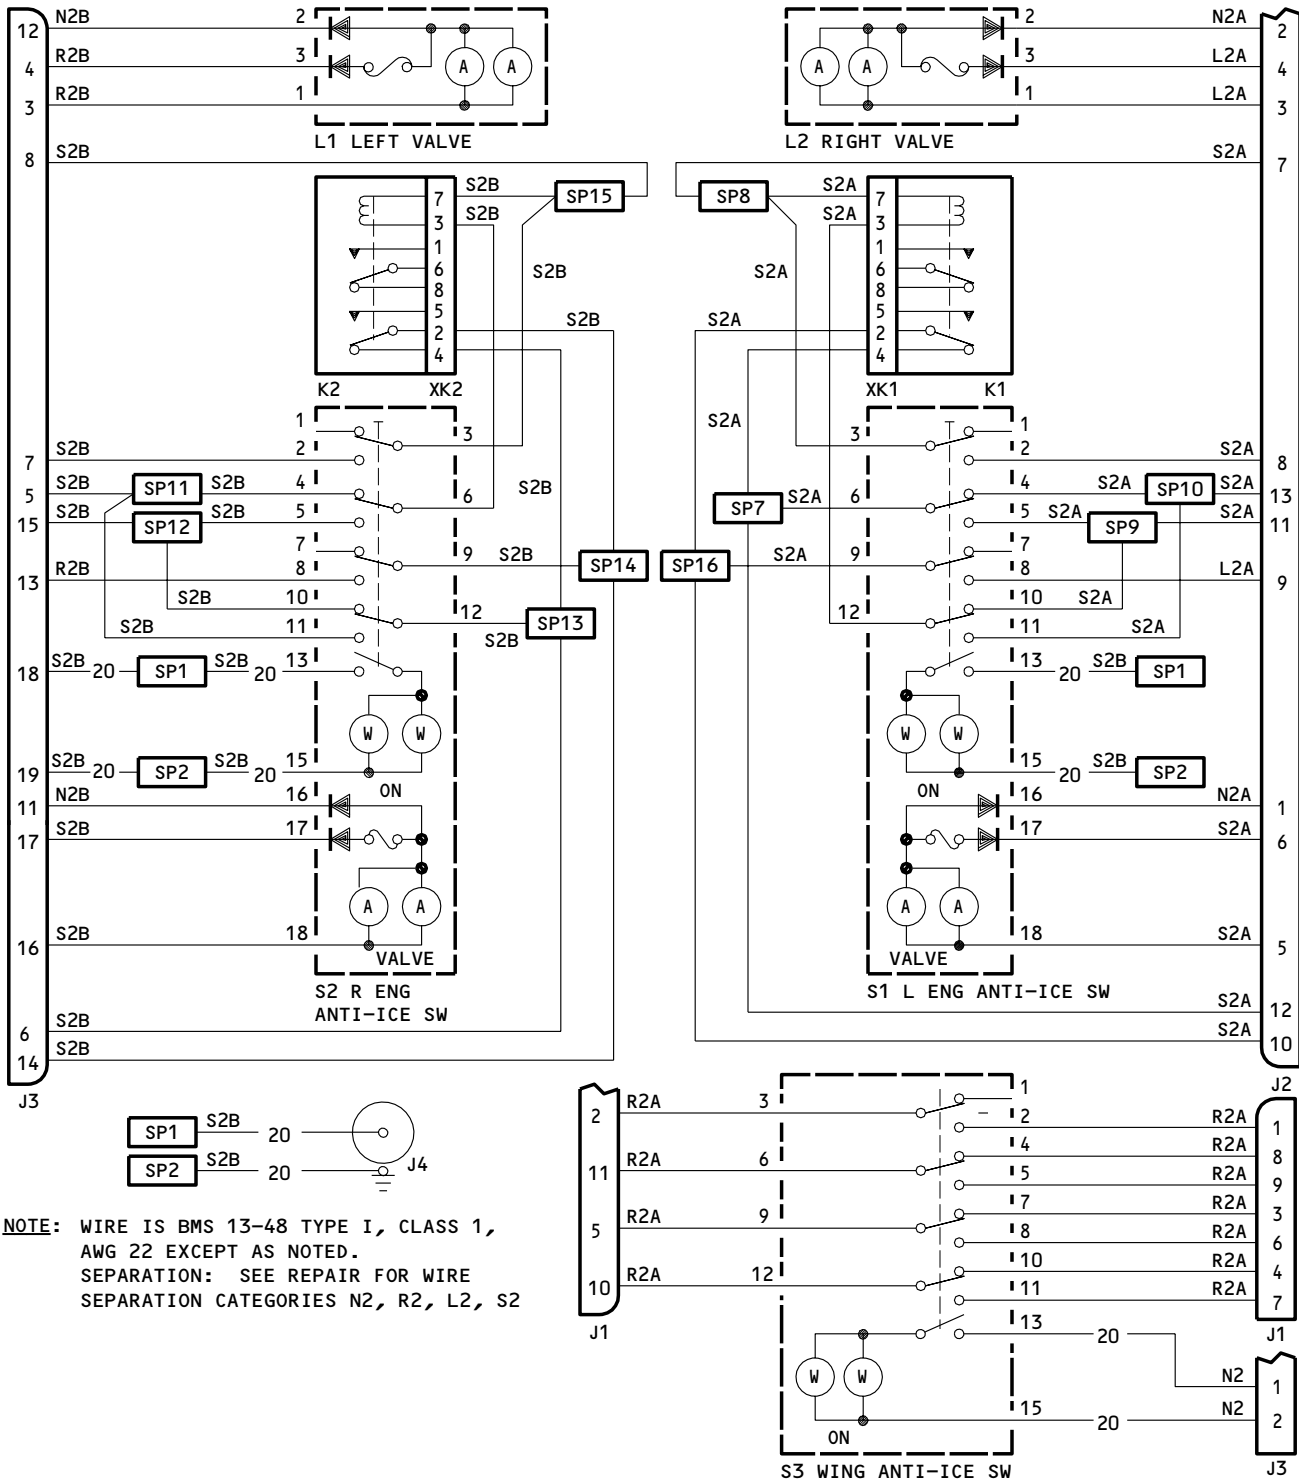 12 N2B 2 2 N2A 2
4 R2B 3 A A A A 3 L2A 4
3 R2B 1 1 L2A 3
L1 LEFT VALVE L2 RIGHT VALVE
8 S2B S2A 7
S2B 7 SP15 SP8 S2A 7
3 S2B S2A 3
1 1
6 S2B S2A 6
8 8
5 5
2 S2B S2A 2
4 4
K2 XK2 XK1 K1
1 3 S2A 3 1
7 S2B 2 2 S2A 8
5 S2B SP11 S2B 4 6 S2B SP7 S2A 6 4 S2A SP10 S2A 13
15 S2B SP12 S2B 5 5 S2A SP9 S2A 11
7 9 S2B SP14 SP16 S2A 9 7
13 R2B 8 8 L2A 9
S2B 10 12 S2B SP13 12 10 S2A
S2B 11 11 S2A
18 S2B 20 SP1 S2B 20 13 13 20 S2B SP1
W W W W
19 S2B 20 SP2 S2B 20 15 15 20 S2B SP2
ON ON
11 N2B 16 16 N2A 1
17 S2B 17 17 S2A 6
A A A A
16 S2B 18 18 S2A 5
VALVE VALVE
S2 R ENG
ANTI-ICE SW
S1 L ENG ANTI-ICE SW
6 S2B S2A 12
14 S2B S2A 10
J3 J2
SP1 S2B 20
SP2 S2B 20 J4
2 R2A 3 1
2 R2A 1
11 R2A 6 4 R2A 8
5 R2A 9
5 R2A 9 7 R2A 3
8 R2A 6
10 R2A 12 10 R2A 4
11 R2A 7
J1 J1
13 20 N2 1
W W
15 20 N2 2
ON
S3 WING ANTI-ICE SW J3
NOTE: WIRE IS BMS 13-48 TYPE I, CLASS 1,
AWG 22 EXCEPT AS NOTED.
SEPARATION: SEE REPAIR FOR WIRE
SEPARATION CATEGORIES N2, R2, L2, S2